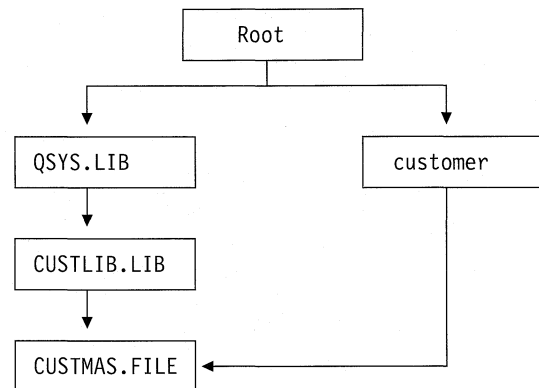 Root
QSYS.LIB
customer
CUSTLIB.LIB
CUSTMAS.FILE